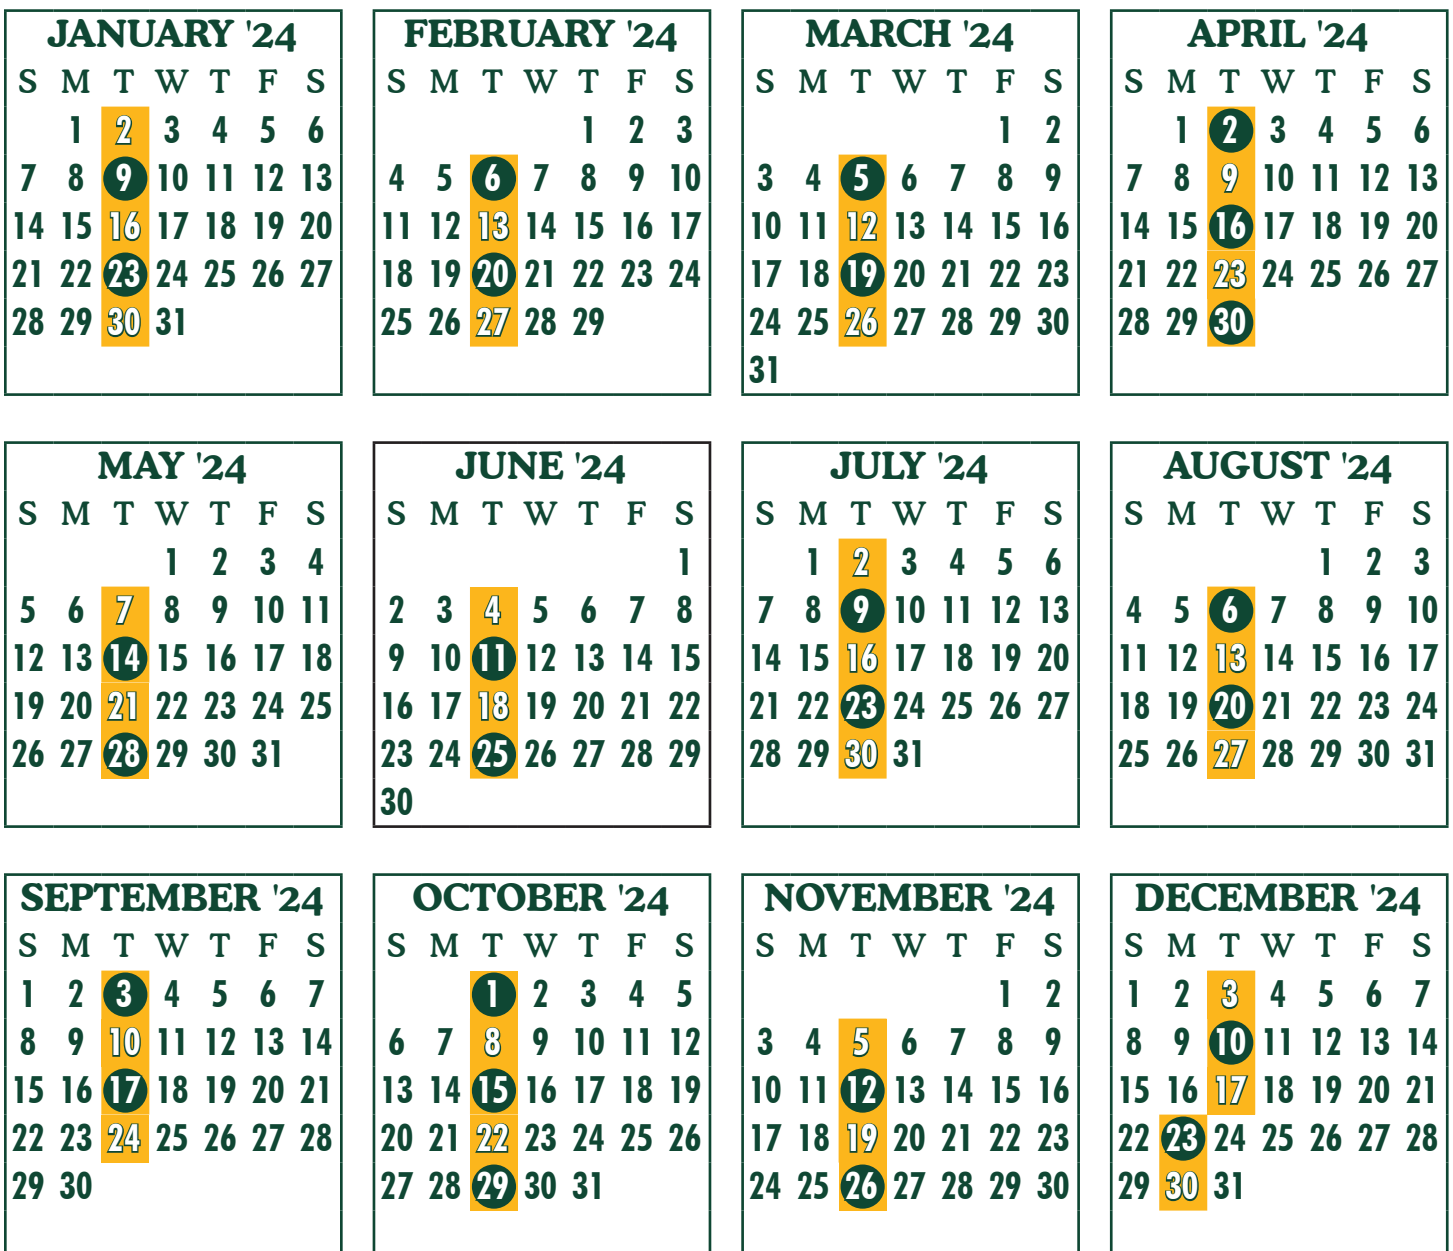 JANUARY '24
S M T W T F S
1 2 3 4 5 6
7 8 9 10 11 12 13
14 15 16 17 18 19 20
21 22 23 24 25 26 27
28 29 30 31
FEBRUARY '24
S M T W T F S
1 2 3
4 5 6 7 8 9 10
11 12 13 14 15 16 17
18 19 20 21 22 23 24
25 26 27 28 29
MARCH '24
S M T W T F S
1 2
3 4 5 6 7 8 9
10 11 12 13 14 15 16
17 18 19 20 21 22 23
24 25 26 27 28 29 30
31
APRIL '24
S M T W T F S
1 2 3 4 5 6
7 8 9 10 11 12 13
14 15 16 17 18 19 20
21 22 23 24 25 26 27
28 29 30
MAY '24
S M T W T F S
1 2 3 4
5 6 7 8 9 10 11
12 13 14 15 16 17 18
19 20 21 22 23 24 25
26 27 28 29 30 31
JUNE '24
S M T W T F S
1
2 3 4 5 6 7 8
9 10 11 12 13 14 15
16 17 18 19 20 21 22
23 24 25 26 27 28 29
30
JULY '24
S M T W T F S
1 2 3 4 5 6
7 8 9 10 11 12 13
14 15 16 17 18 19 20
21 22 23 24 25 26 27
28 29 30 31
AUGUST '24
S M T W T F S
1 2 3
4 5 6 7 8 9 10
11 12 13 14 15 16 17
18 19 20 21 22 23 24
25 26 27 28 29 30 31
SEPTEMBER '24
S M T W T F S
1 2 3 4 5 6 7
8 9 10 11 12 13 14
15 16 17 18 19 20 21
22 23 24 25 26 27 28
29 30
OCTOBER '24
S M T W T F S
1 2 3 4 5
6 7 8 9 10 11 12
13 14 15 16 17 18 19
20 21 22 23 24 25 26
27 28 29 30 31
NOVEMBER '24
S M T W T F S
1 2
3 4 5 6 7 8 9
10 11 12 13 14 15 16
17 18 19 20 21 22 23
24 25 26 27 28 29 30
DECEMBER '24
S M T W T F S
1 2 3 4 5 6 7
8 9 10 11 12 13 14
15 16 17 18 19 20 21
22 23 24 25 26 27 28
29 30 31